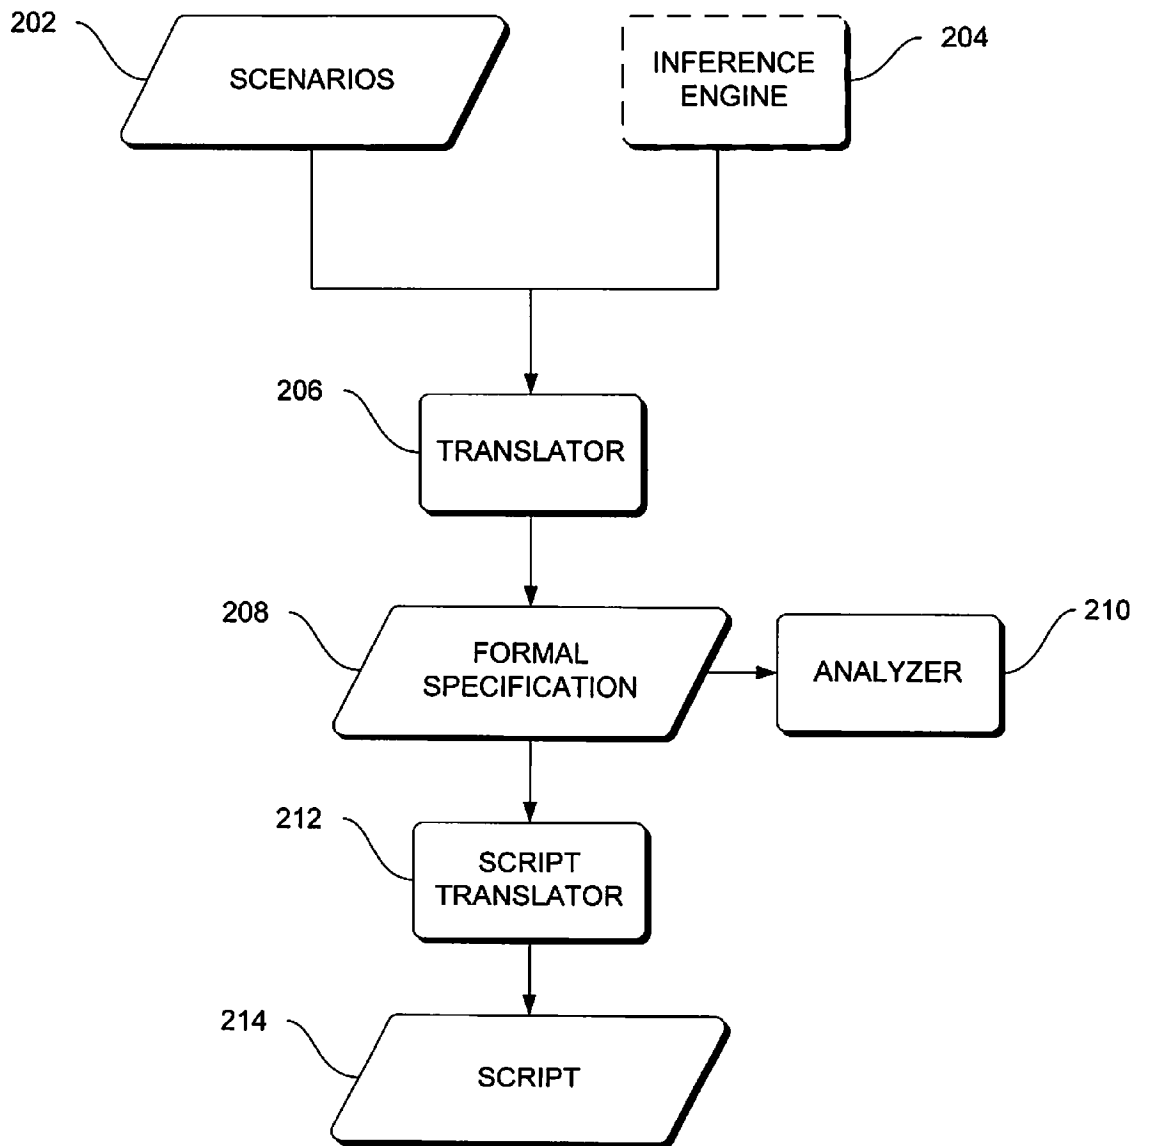 202
SCENARIOS
INFERENCE
ENGINE
204
206
TRANSLATOR
208
FORMAL
SPECIFICATION
ANALYZER
210
212
SCRIPT
TRANSLATOR
214
SCRIPT